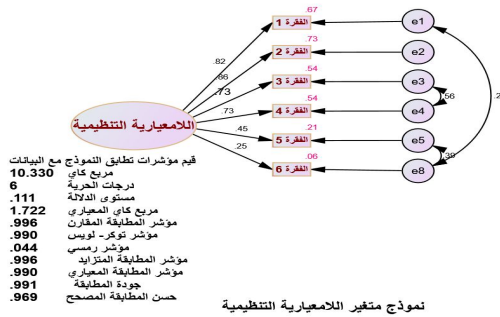 .67
الفقرة 1
e1
.82
.73
الفقرة 2
e2
.86
.54
الفقرة 3
e3
.73
.56
.54
الفقرة 4
e4
.73
اللامعيارية التنظيمية
.21
الفقرة 5
e5
.45
.06
الفقرة 6
e8
.25
.39
قيم مؤشرات تطابق النموذج مع البيانات
مربع كاي 10.330
درجات الحرية 6
مستوى الدلالة .111
مربع كاي المعياري 1.722
مؤشر المطابقة المقارن .996
مؤشر توكر- لويس .990
مؤشر رمسي .044
مؤشر المطابقة المتزايد .996
مؤشر المطابقة المعياري .990
جودة المطابقة .991
حسن المطابقة المصحح .969
نموذج متغير اللامعيارية التنظيمية